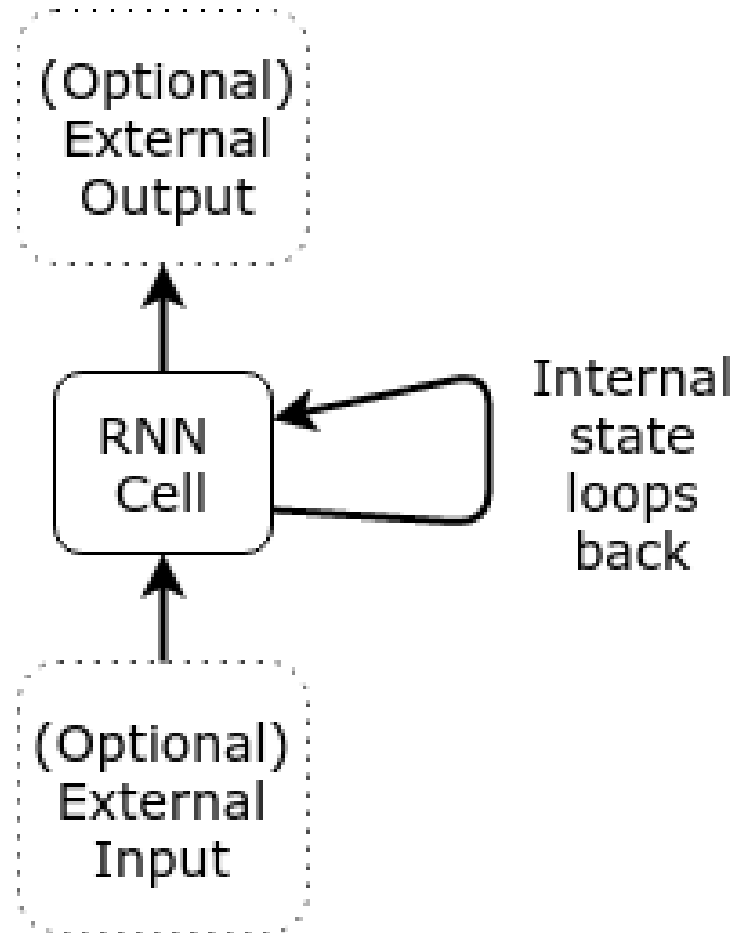 (Optional)
External
Output
RNN
Cell
Internal
state
loops
back
(Optional)
External
Input